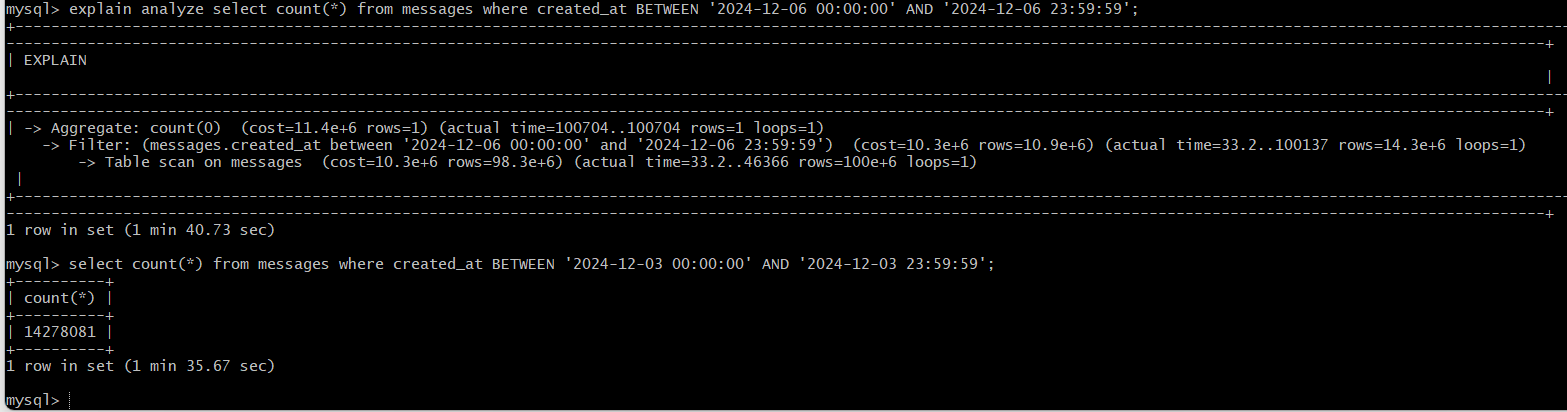 mysql> explain analyze select count(*) from messages where created_at BETWEEN '2024-12-06 00:00:00' AND '2024-12-06 23:59:59';
| EXPLAIN
|
| -> Aggregate: count(0)  (cost=11.4e+6 rows=1) (actual time=100704..100704 rows=1 loops=1)
    -> Filter: (messages.created_at between '2024-12-06 00:00:00' and '2024-12-06 23:59:59')  (cost=10.3e+6 rows=10.9e+6) (actual time=33.2..100137 rows=14.3e+6 loops=1)
        -> Table scan on messages  (cost=10.3e+6 rows=98.3e+6) (actual time=33.2..46366 rows=100e+6 loops=1)
|
1 row in set (1 min 40.73 sec)
mysql> select count(*) from messages where created_at BETWEEN '2024-12-03 00:00:00' AND '2024-12-03 23:59:59';
+----------+
| count(*) |
+----------+
| 14278081 |
+----------+
1 row in set (1 min 35.67 sec)
mysql>